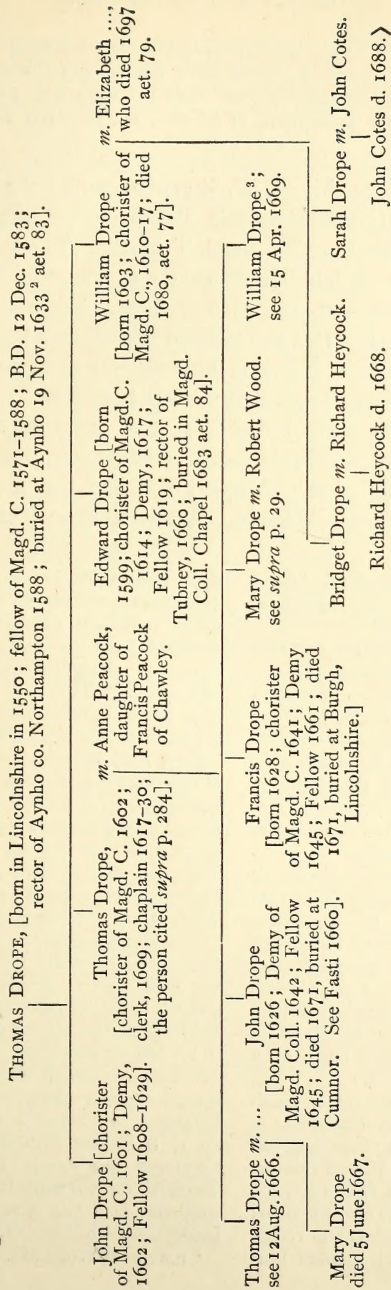 THOMAS DROPE, [born in Lincolnshire in 1550; fellow of Magd. C. 1571-1588; B.D. 12 Dec. 1583;
rector of Aynho co. Northampton 1588; buried at Aynho 19 Nov. 1633² aet. 83].
John Drope [chorister
of Magd. C. 1601; Demy,
1602; Fellow 1608-1629].
Thomas Drope,
[chorister of Magd. C. 1602;
clerk, 1609; chaplain 1617-30;
the person cited supra p. 284].
m. Anne Peacock,
daughter of
Francis Peacock
of Chawley.
Edward Drope [born
1599; chorister of Magd.C.
1614; Demy, 1617;
Fellow 1619; rector of
Tubney, 1660; buried in Magd.
Coll. Chapel 1683 aet. 84].
William Drope
[born 1603; chorister of
Magd. C., 1610-17; died
1680, aet. 77].
m. Elizabeth ...,
who died 1697
aet. 79.
Thomas Drope m. ...
see 12 Aug. 1666.
John Drope
[born 1626; Demy of
Magd. Coll. 1642; Fellow
1645; died 1671, buried at
Cumnor. See Fasti 1660].
Francis Drope
[born 1628; chorister
of Magd. C. 1641; Demy
1645; Fellow 1661; died
1671, buried at Burgh,
Lincolnshire.]
Mary Drope m. Robert Wood.
see supra p. 29.
William Drope³;
see 15 Apr. 1669.
Mary Drope
died 5 June 1667.
Bridget Drope m. Richard Heycock.
Sarah Drope m. John Cotes.
Richard Heycock d. 1668.
John Cotes d. 1688.⟩